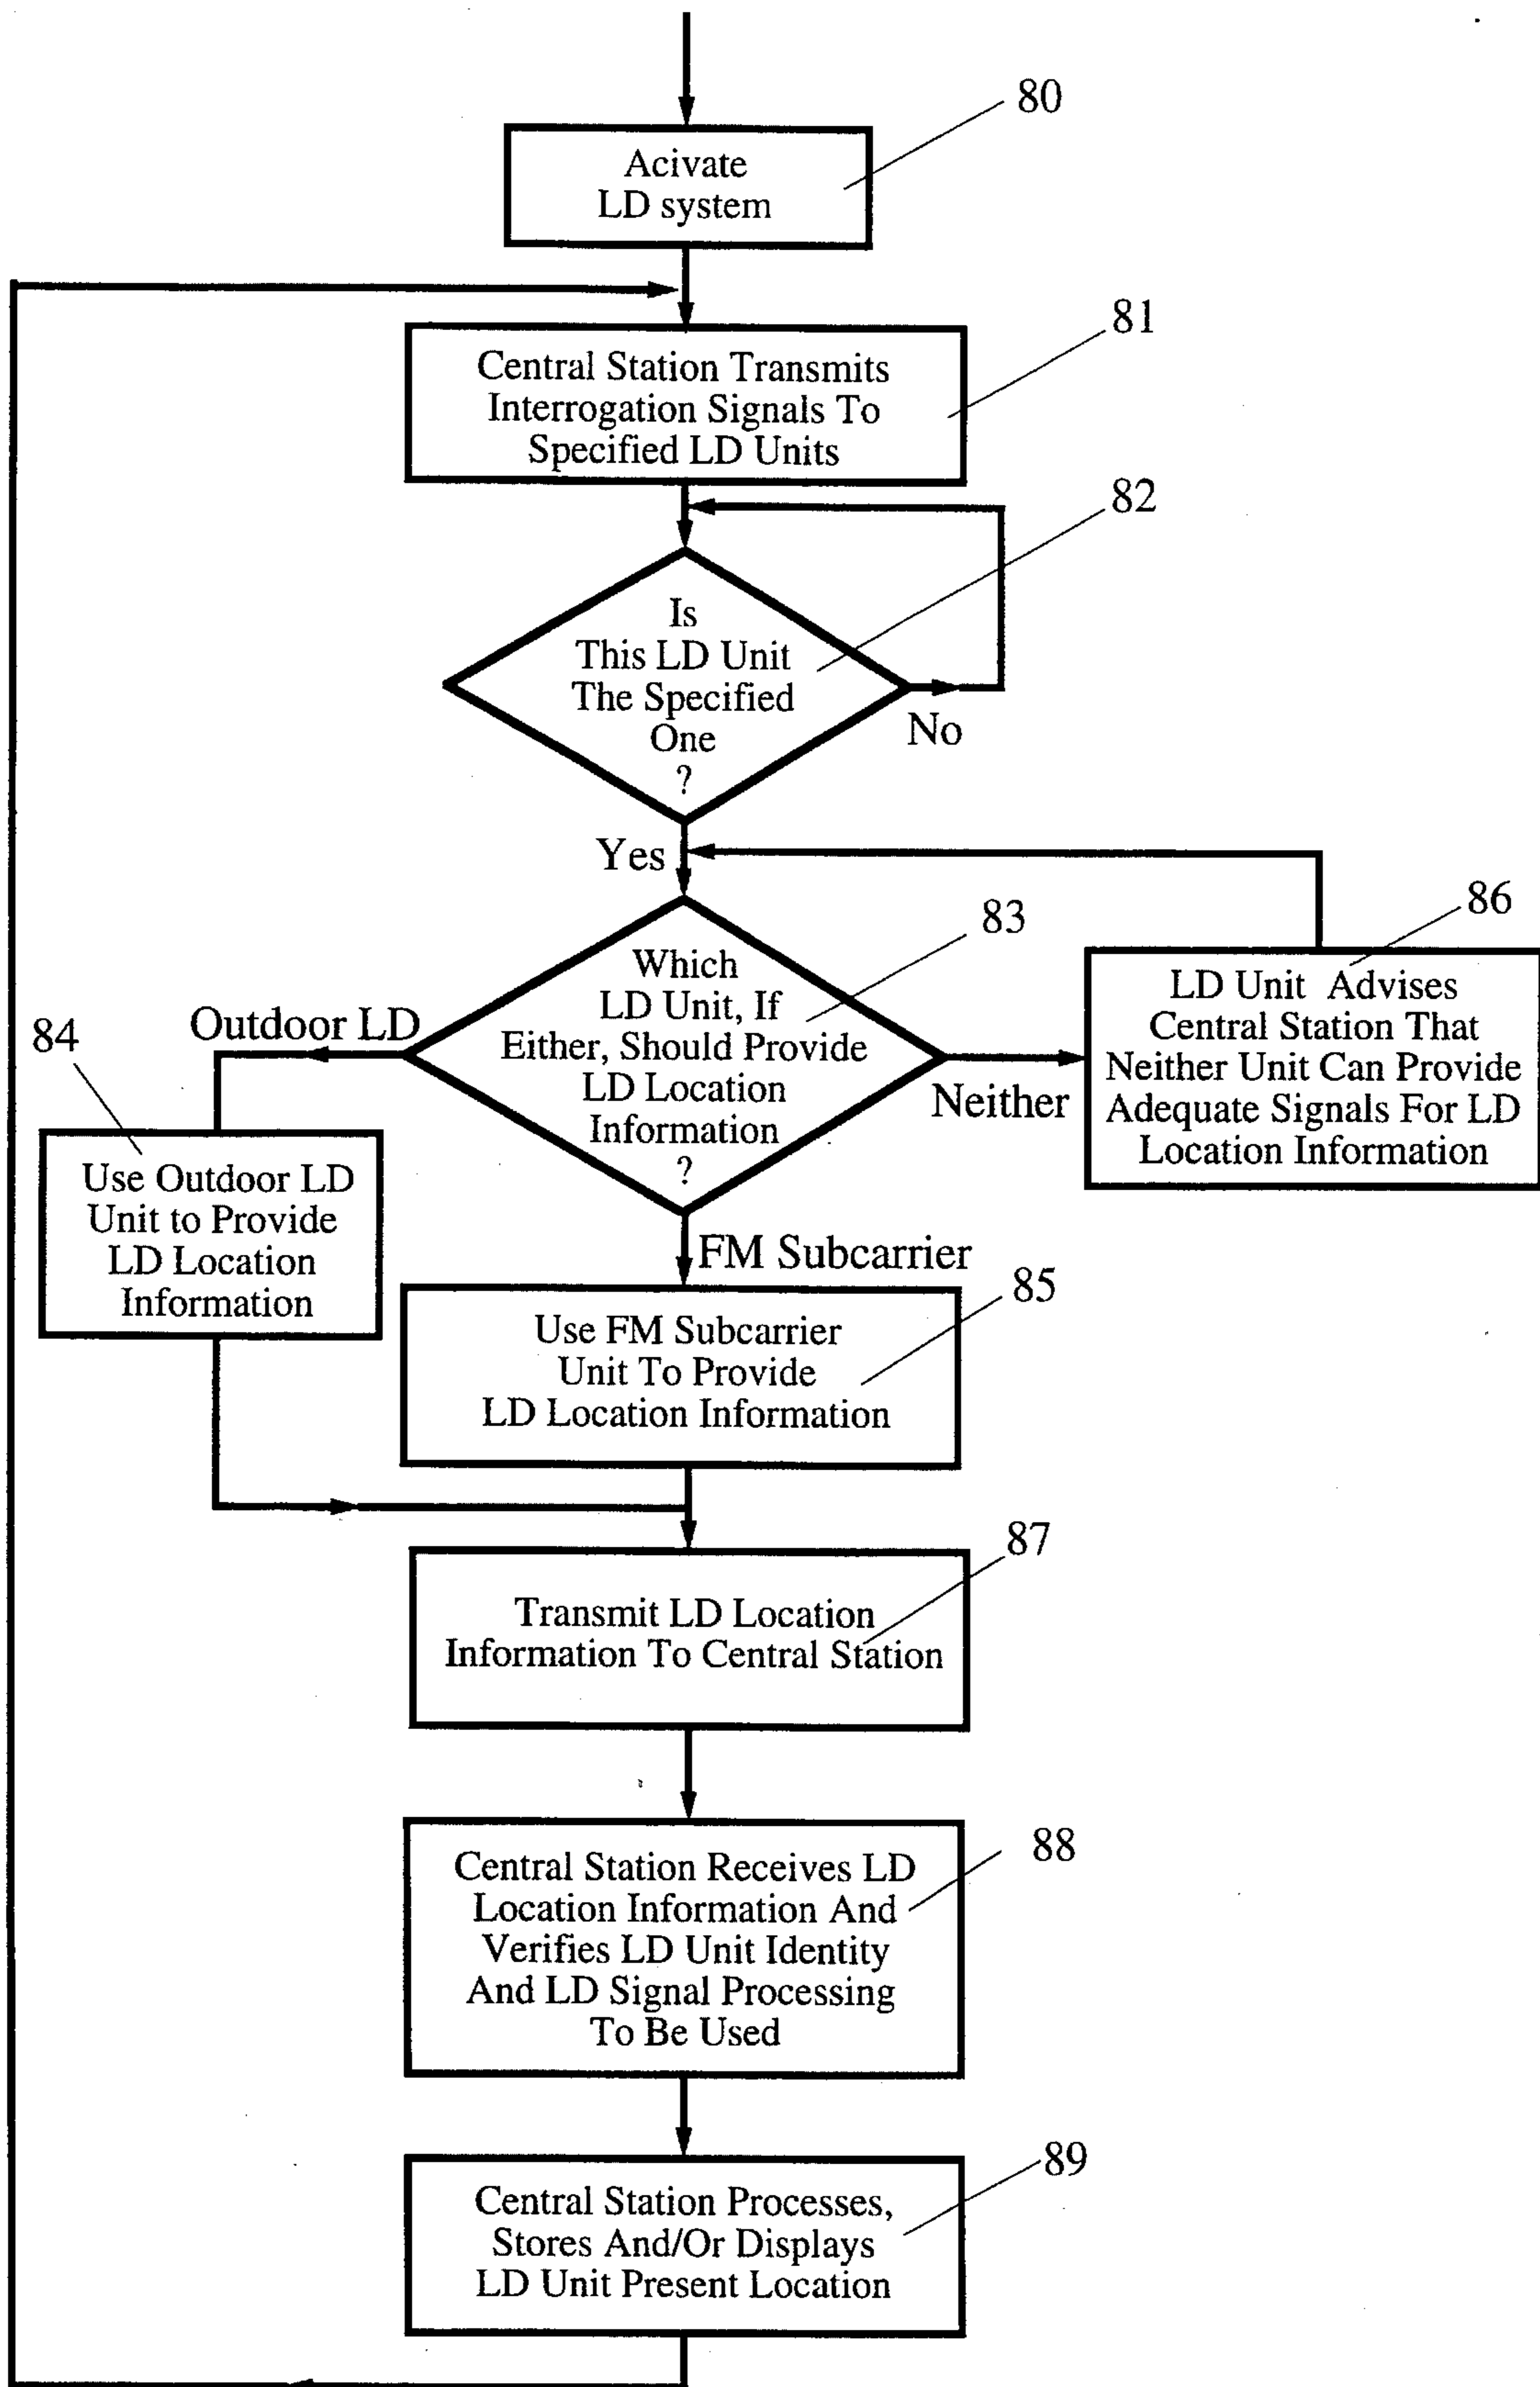 80
Acivate
LD system
81
Central Station Transmits
Interrogation Signals To
Specified LD Units
82
Is
This LD Unit
The Specified
One
?
No
Yes
83
86
Which
LD Unit, If
Either, Should Provide
LD Location
Information
?
Outdoor LD
84
Neither
LD Unit Advises
Central Station That
Neither Unit Can Provide
Adequate Signals For LD
Location Information
Use Outdoor LD
Unit to Provide
LD Location
Information
FM Subcarrier
85
Use FM Subcarrier
Unit To Provide
LD Location Information
87
Transmit LD Location
Information To Central Station
88
Central Station Receives LD
Location Information And
Verifies LD Unit Identity
And LD Signal Processing
To Be Used
89
Central Station Processes,
Stores And/Or Displays
LD Unit Present Location